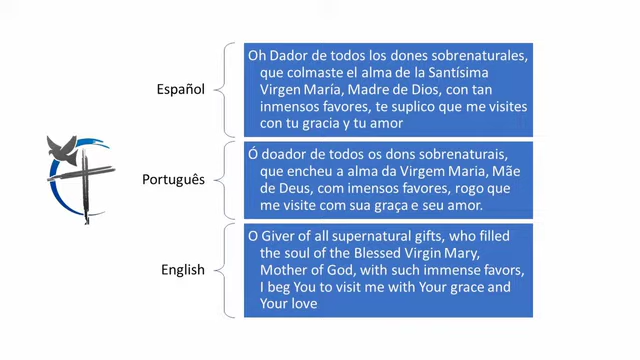 Español
Oh Dador de todos los dones sobrenaturales,
que colmaste el alma de la Santísima
Virgen María, Madre de Dios, con tan
inmensos favores, te suplico que me visites
con tu gracia y tu amor
Português
Ó doador de todos os dons sobrenaturais,
que encheu a alma da Virgem Maria, Mãe
de Deus, com imensos favores, rogo que
me visite com sua graça e seu amor.
English
O Giver of all supernatural gifts, who filled
the soul of the Blessed Virgin Mary,
Mother of God, with such immense favors,
I beg You to visit me with Your grace and
Your love